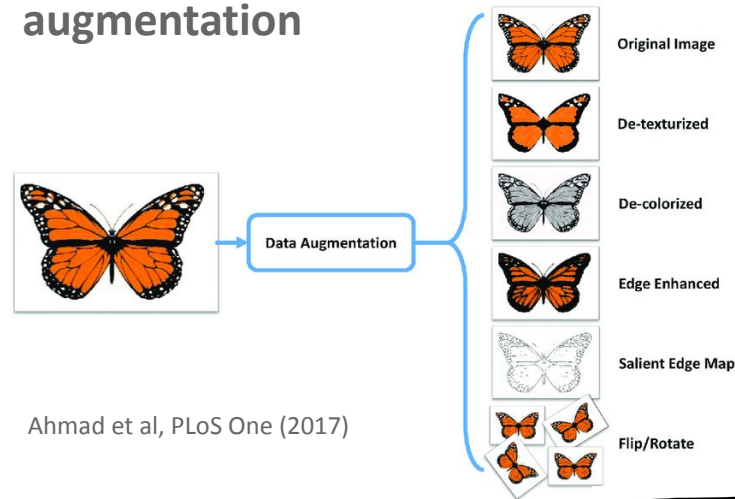 augmentation
Original Image
De-texturized
De-colorized
Data Augmentation
Edge Enhanced
Salient Edge Map
Ahmad et al, PLoS One (2017)
Flip/Rotate